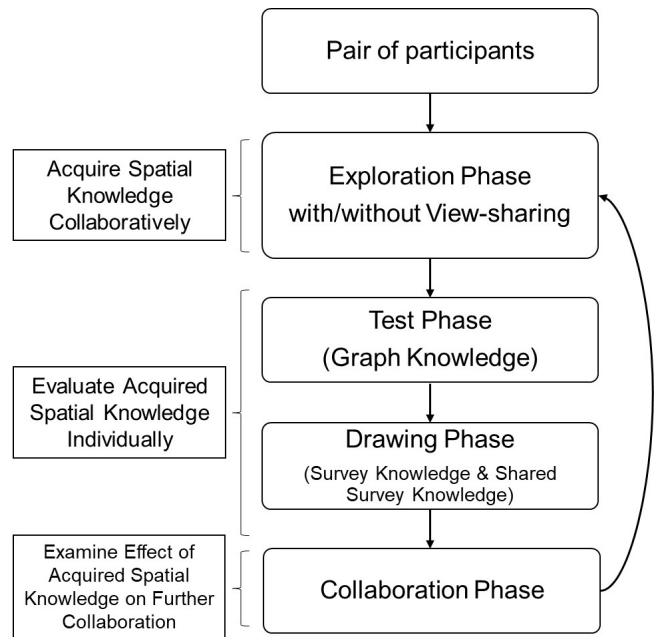 Pair of participants
Acquire Spatial
Knowledge
Collaboratively
Exploration Phase
with/without View-sharing
Test Phase
(Graph Knowledge)
Evaluate Acquired
Spatial Knowledge
Individually
Drawing Phase
(Survey Knowledge & Shared
Survey Knowledge)
Examine Effect of
Acquired Spatial
Knowledge on Further
Collaboration
Collaboration Phase